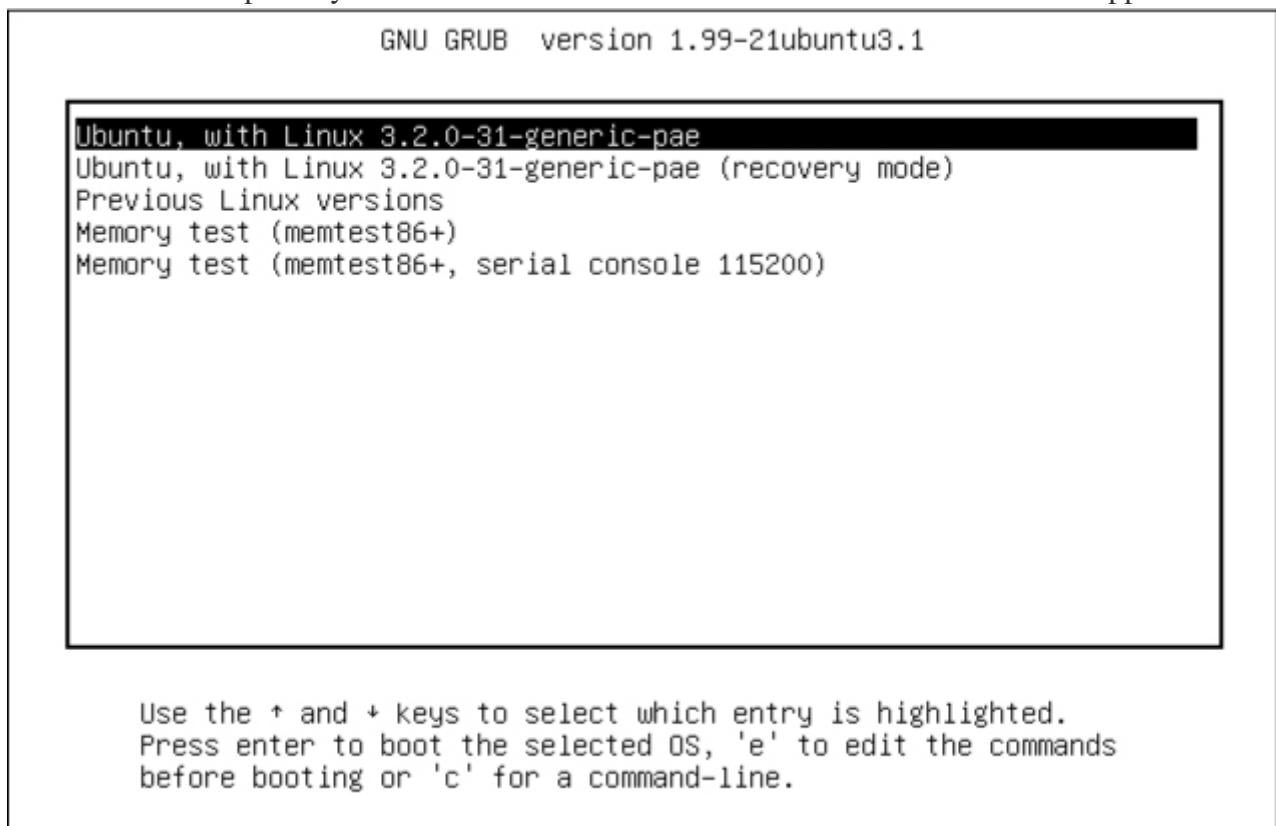 GNU GRUB version 1.99-21ubuntu3.1
Ubuntu, with Linux 3.2.0-31-generic-pae
Ubuntu, with Linux 3.2.0-31-generic-pae (recovery mode)
Previous Linux versions
Memory test (memtest86+)
Memory test (memtest86+, serial console 115200)
Use the ↑ and ↓ keys to select which entry is highlighted.
Press enter to boot the selected OS, 'e' to edit the commands
before booting or 'c' for a command-line.